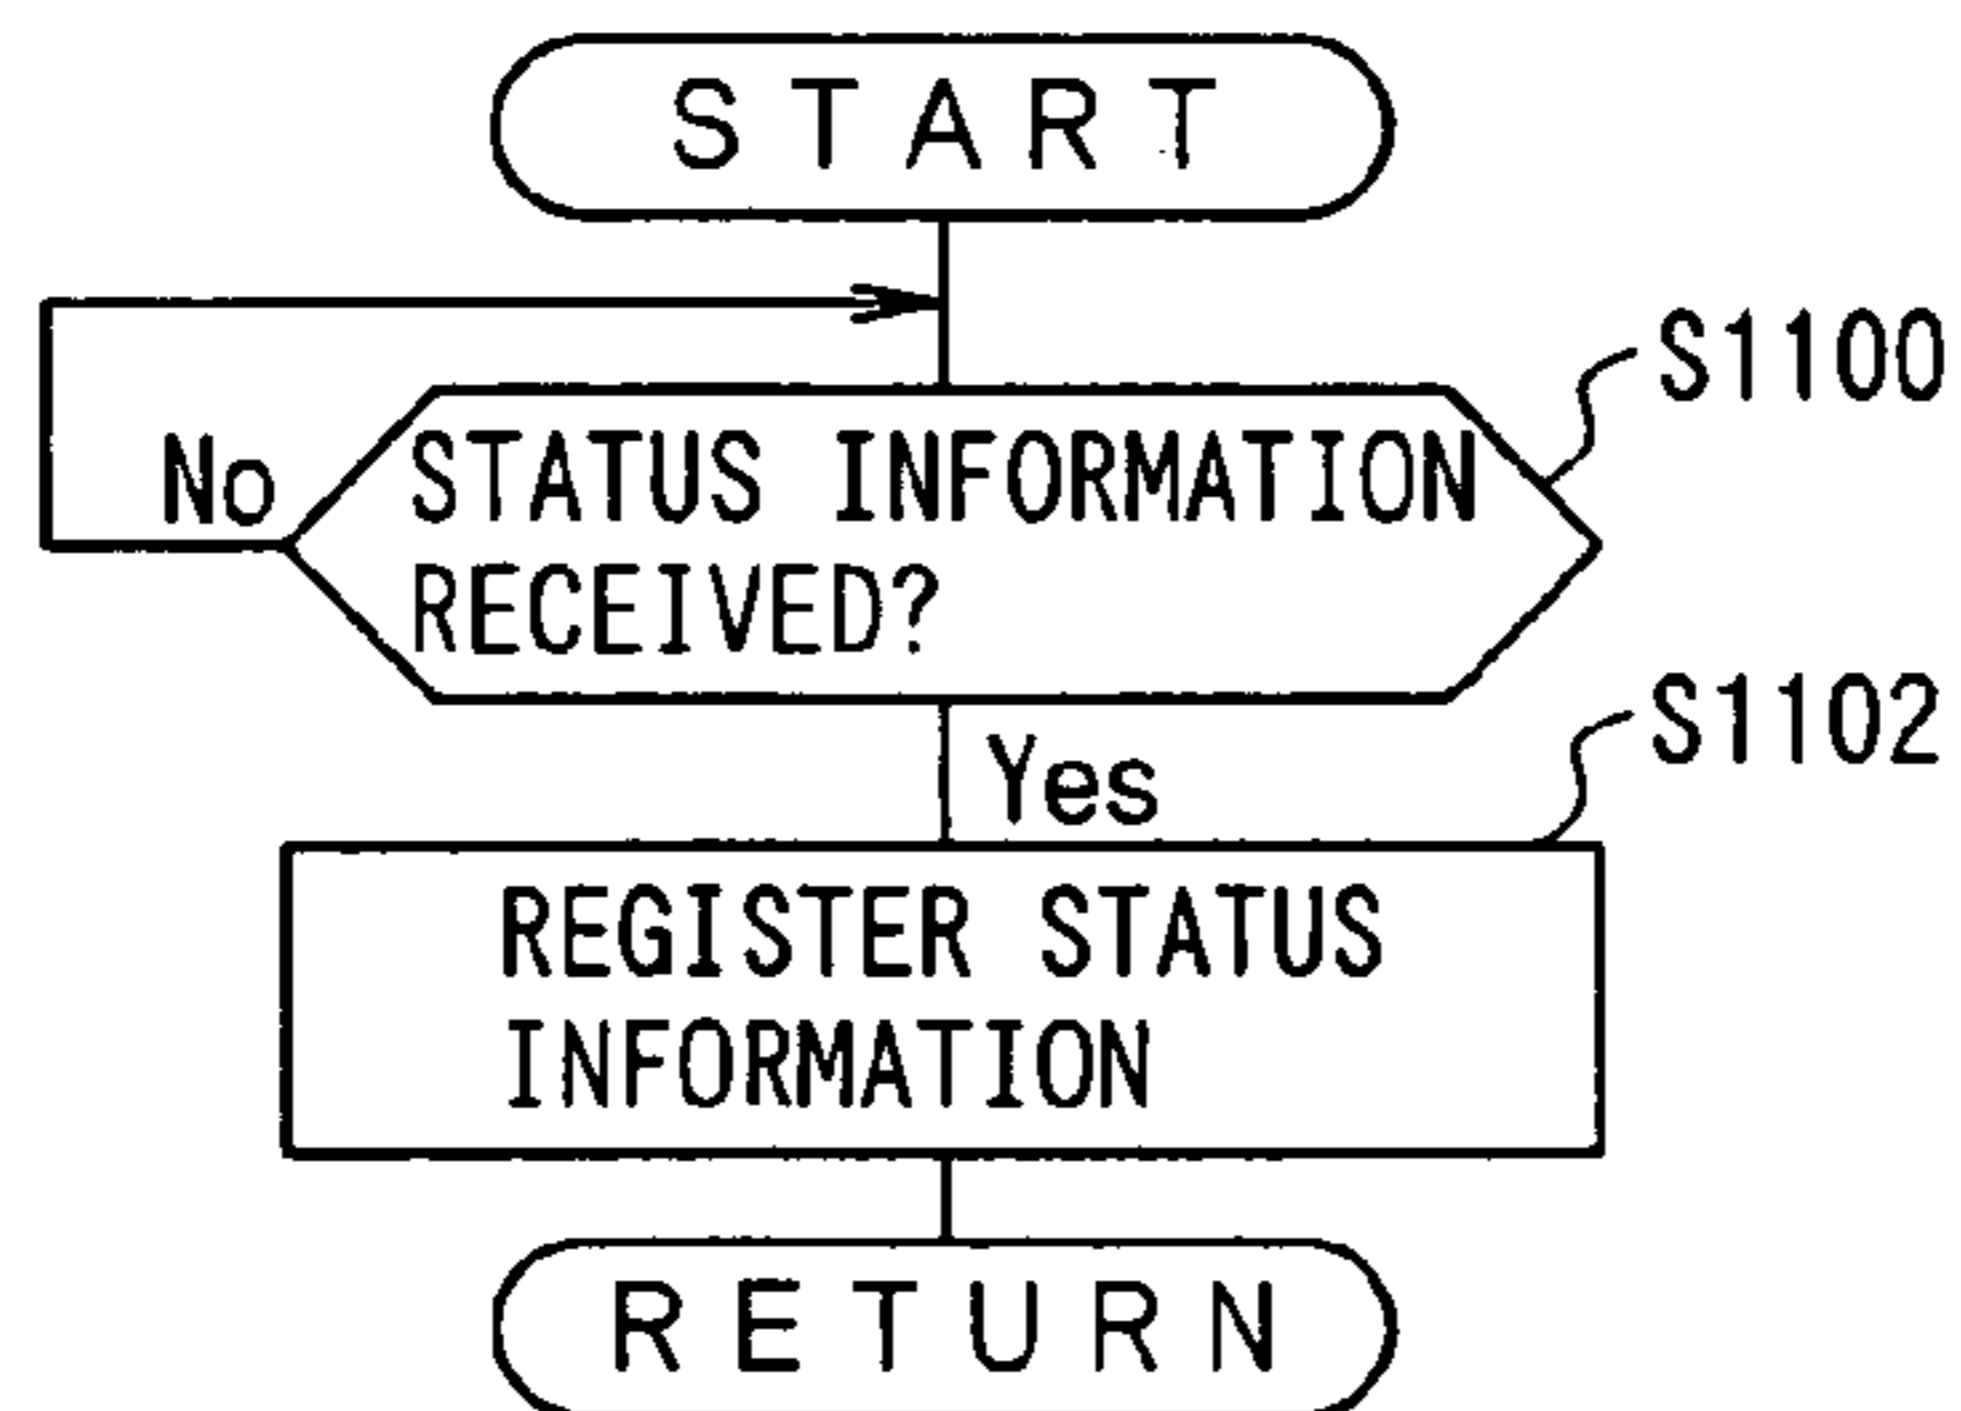 START
S1100
No
STATUS INFORMATION
RECEIVED?
S1102
Yes
REGISTER STATUS
INFORMATION
RETURN